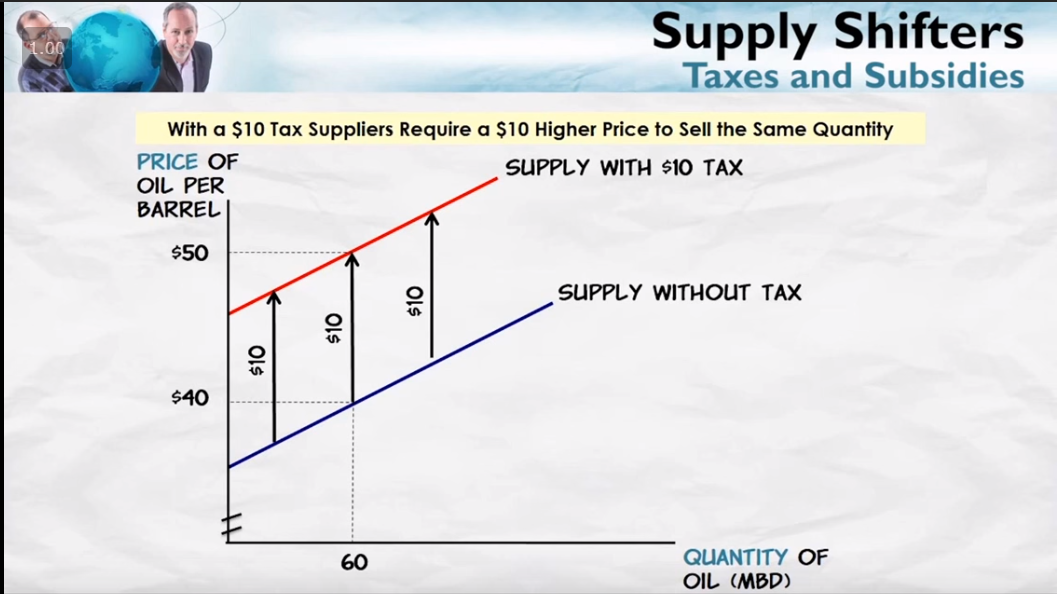 1.00
Supply Shifters
Taxes and Subsidies
With a $10 Tax Suppliers Require a $10 Higher Price to Sell the Same Quantity
PRICE OF
OIL PER
BARREL
SUPPLY WITH $10 TAX
$50
SUPPLY WITHOUT TAX
$10
$10
$10
$40
60
QUANTITY OF
OIL (MBD)